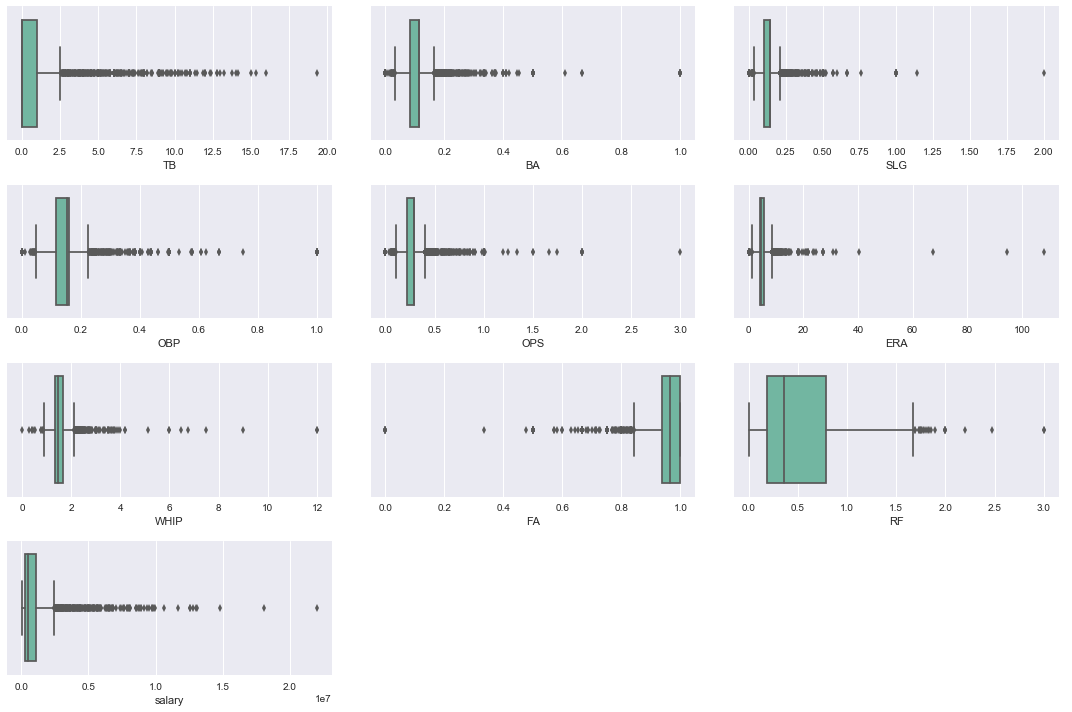 0.0 2.5 5.0 7.5 10.0 12.5 15.0 17.5 20.0
TB
0.0 0.2 0.4 0.6 0.8 1.0
BA
0.00 0.25 0.50 0.75 1.00 1.25 1.50 1.75 2.00
SLG
0.0 0.2 0.4 0.6 0.8 1.0
OBP
0.0 0.5 1.0 1.5 2.0 2.5 3.0
OPS
0 20 40 60 80 100
ERA
0 2 4 6 8 10 12
WHIP
0.0 0.2 0.4 0.6 0.8 1.0
FA
0.0 0.5 1.0 1.5 2.0 2.5 3.0
RF
0.0 0.5 1.0 1.5 2.0
salary
1e7